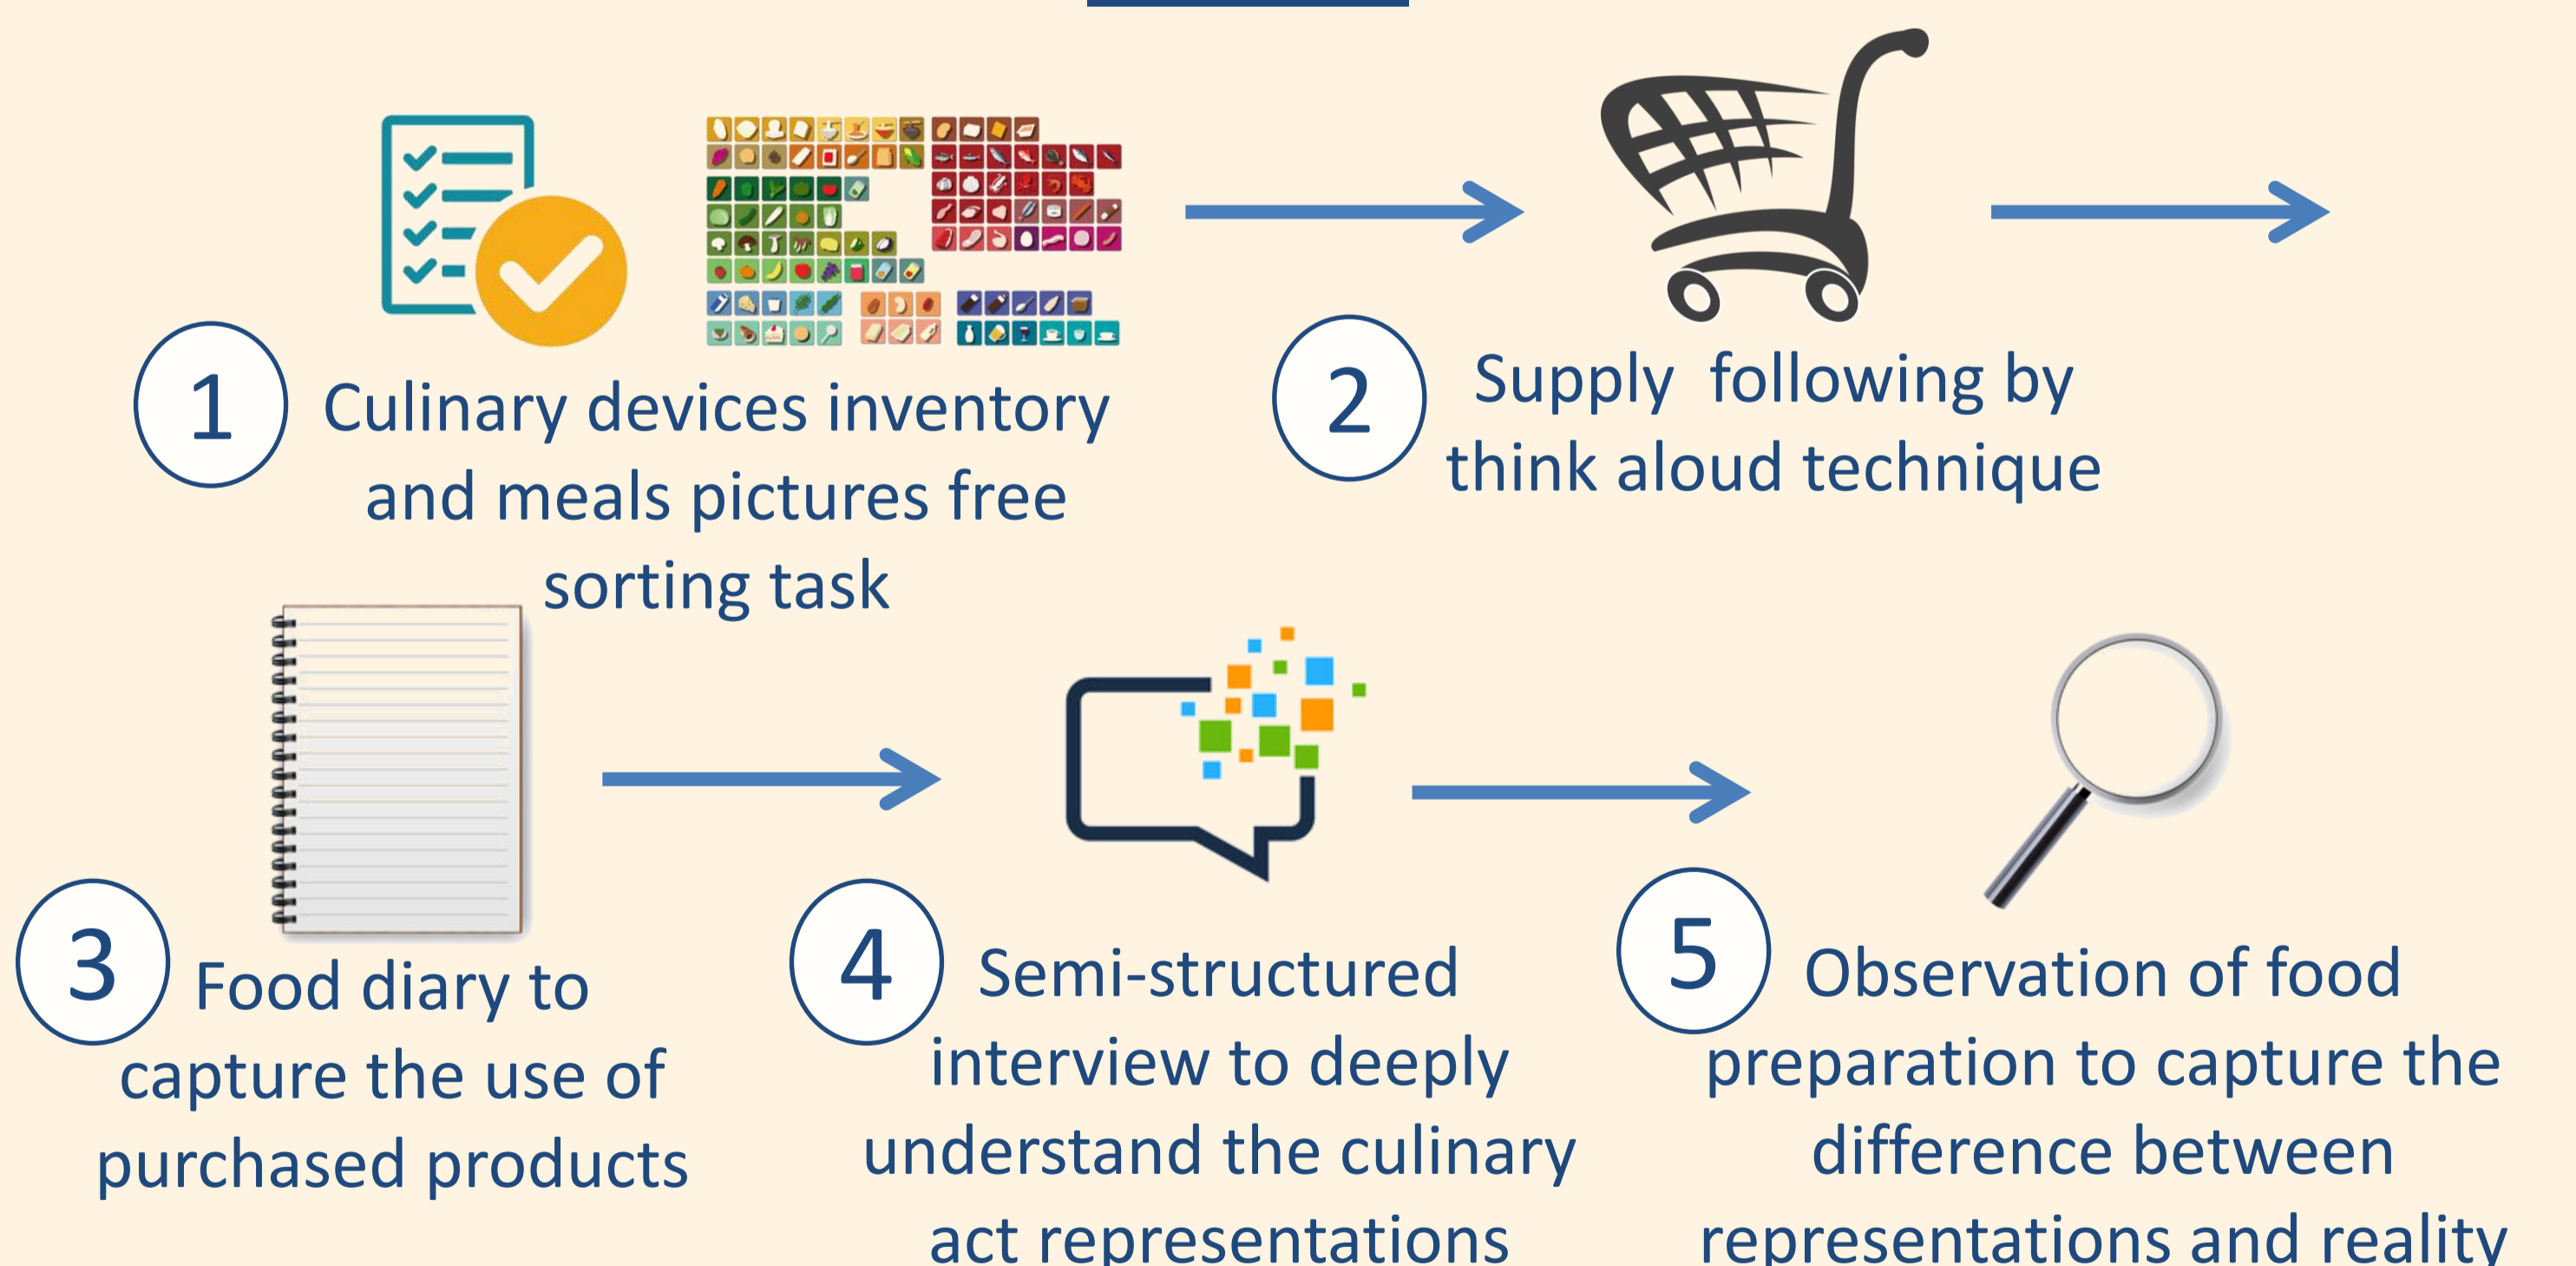 1
Culinary devices inventory
and meals pictures free
sorting task
2
Supply following by
think aloud technique
3
Food diary to
capture the use of
purchased products
4
Semi-structured
interview to deeply
understand the culinary
act representations
5
Observation of food
preparation to capture the
difference between
representations and reality